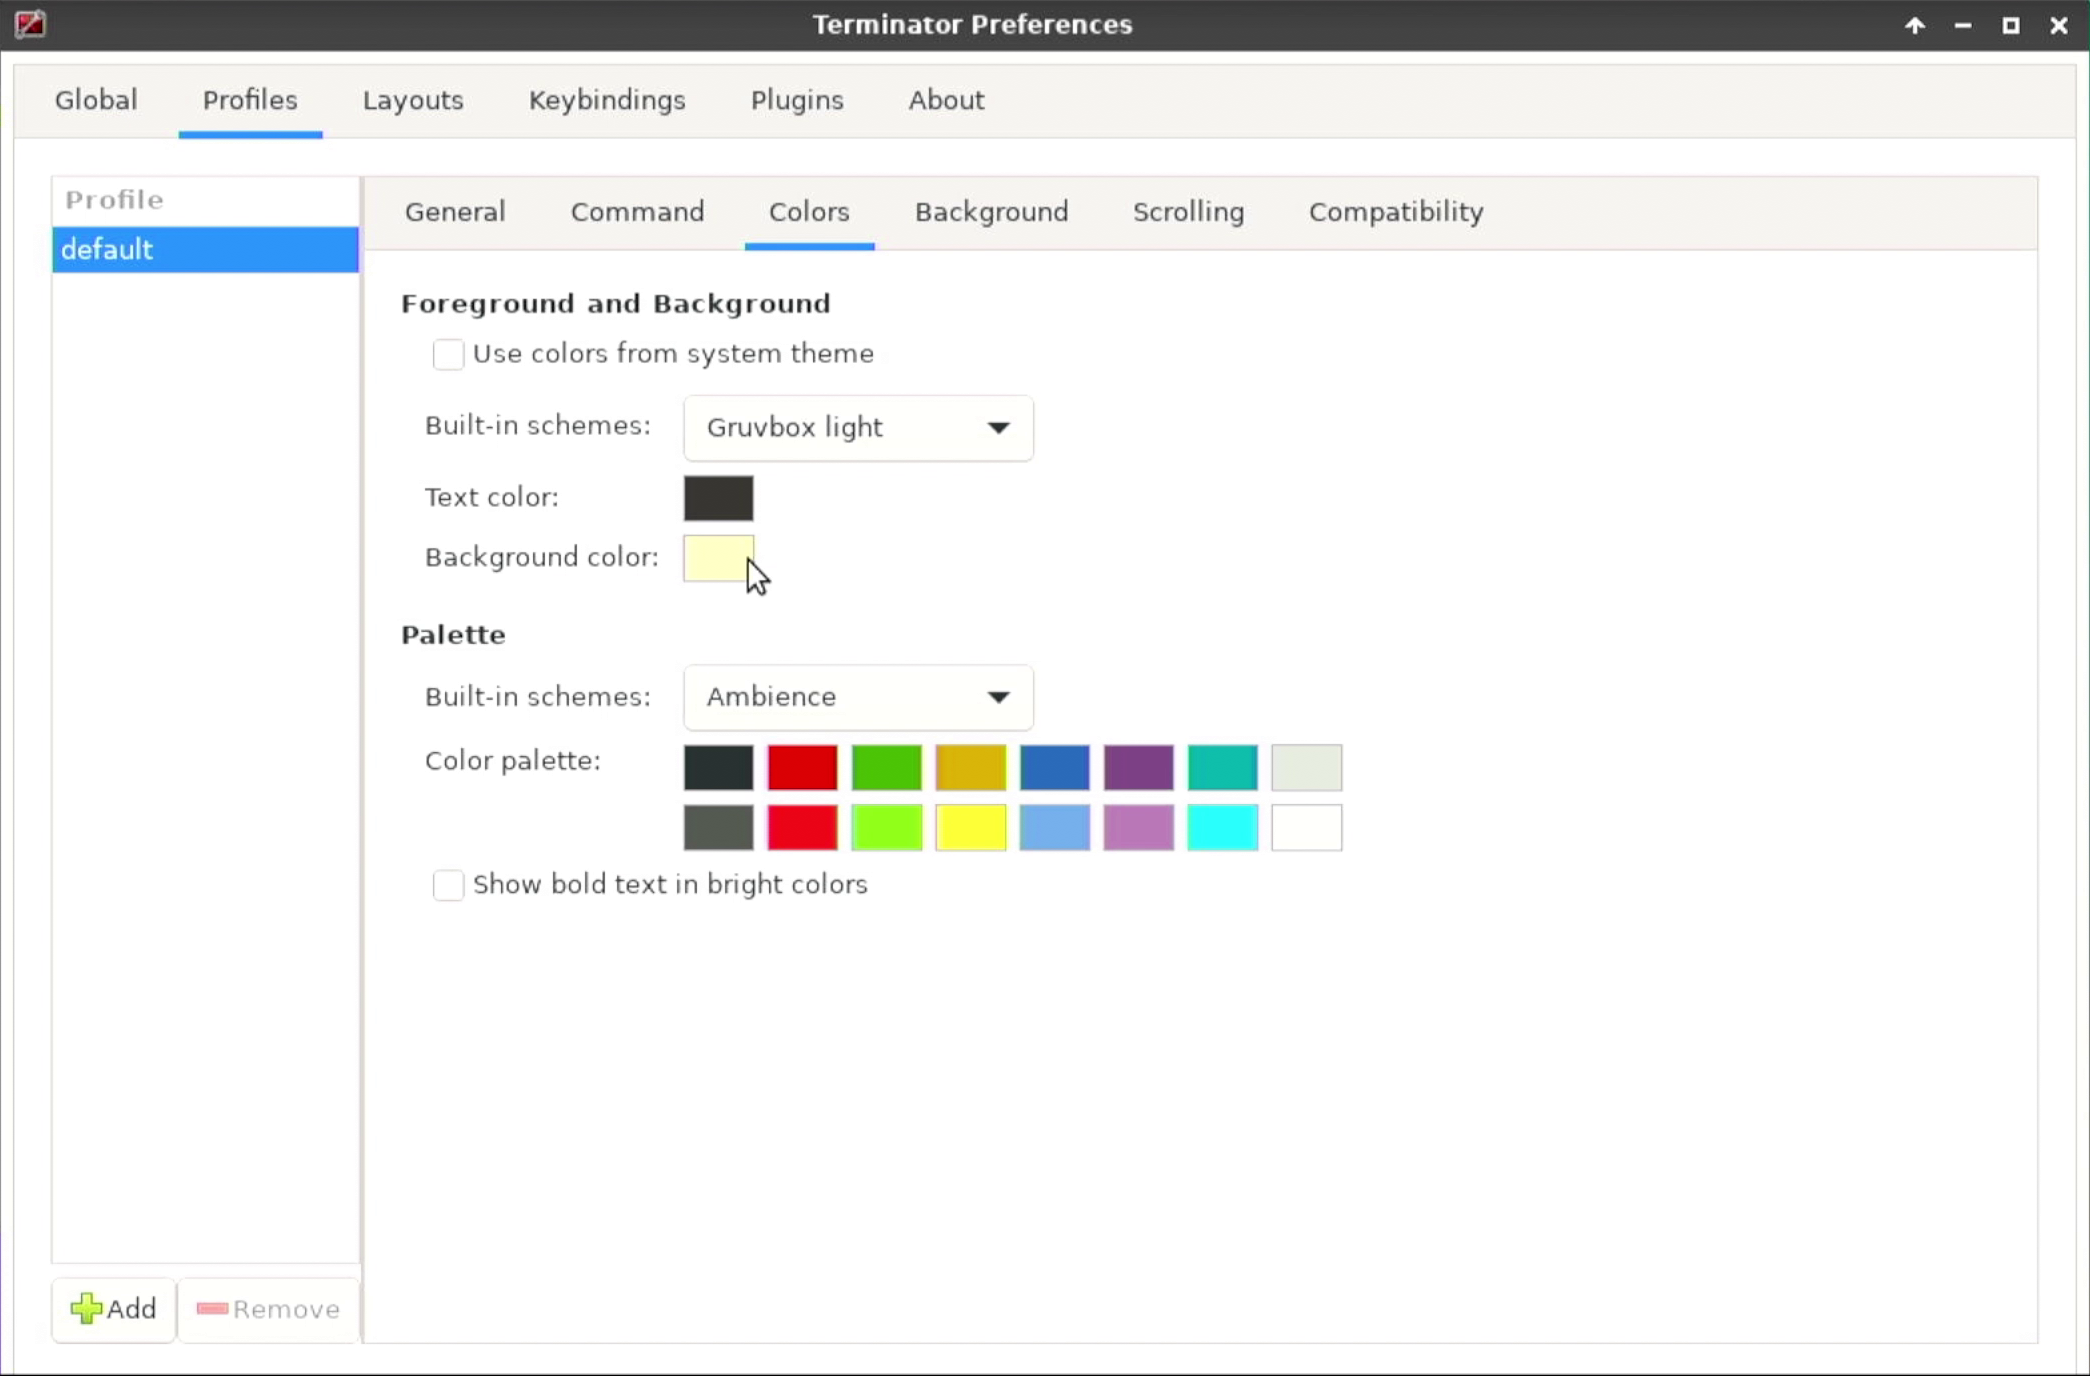 Terminator Preferences
Global Profiles Layouts Keybindings Plugins About
Profile
default
General Command Colors Background Scrolling Compatibility
Foreground and Background
Use colors from system theme
Built-in schemes: Gruvbox light
Text color:
Background color:
Palette
Built-in schemes: Ambience
Color palette:
Show bold text in bright colors
Add Remove